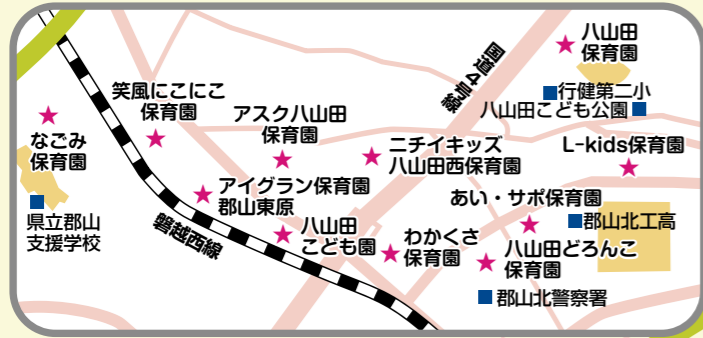 八山田
保育園
国道4号線
行健第二小
八山田こども公園
笑風にこにこ
保育園
アスク八山田
保育園
なごみ
保育園
ニチイキッズ
八山田西保育園
L-kids保育園
アイグラン保育園
郡山東原
あい・サポ保育園
県立郡山
支援学校
磐越西線
八山田
こども園
わかくさ
保育園
郡山北工高
八山田どろんこ
保育園
郡山北警察署